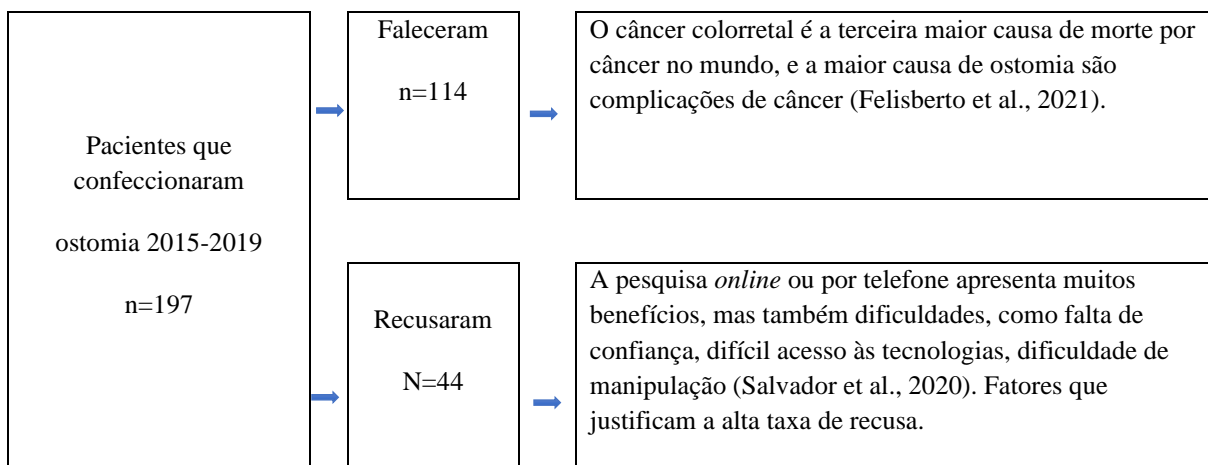 Pacientes que
confeccionaram
ostomia 2015-2019
n=197
Faleceram
n=114
O câncer colorretal é a terceira maior causa de morte por
câncer no mundo, e a maior causa de ostomia são
complicações de câncer (Felisberto et al., 2021).
Recusaram
N=44
A pesquisa online ou por telefone apresenta muitos
benefícios, mas também dificuldades, como falta de
confiança, difícil acesso às tecnologias, dificuldade de
manipulação (Salvador et al., 2020). Fatores que
justificam a alta taxa de recusa.